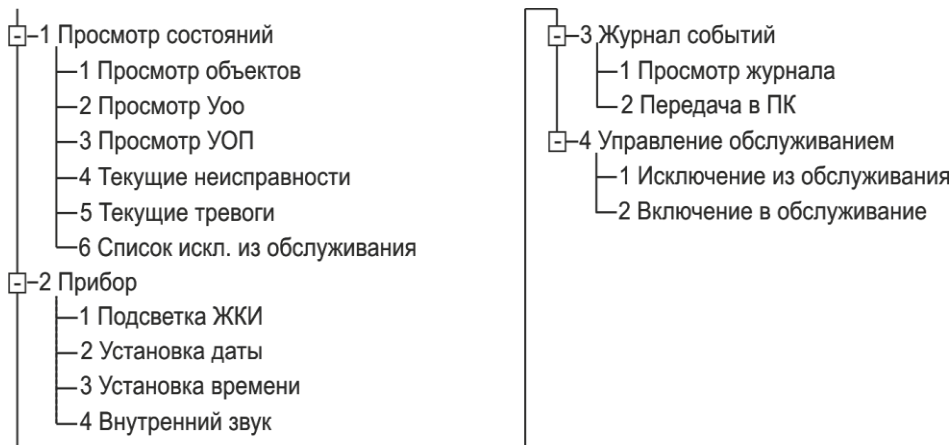 1 Просмотр состояний
1 Просмотр объектов
2 Просмотр Уоо
3 Просмотр УОП
4 Текущие неисправности
5 Текущие тревоги
6 Список искл. из обслуживания
2 Прибор
1 Подсветка ЖКИ
2 Установка даты
3 Установка времени
4 Внутренний звук
3 Журнал событий
1 Просмотр журнала
2 Передача в ПК
4 Управление обслуживанием
1 Исключение из обслуживания
2 Включение в обслуживание